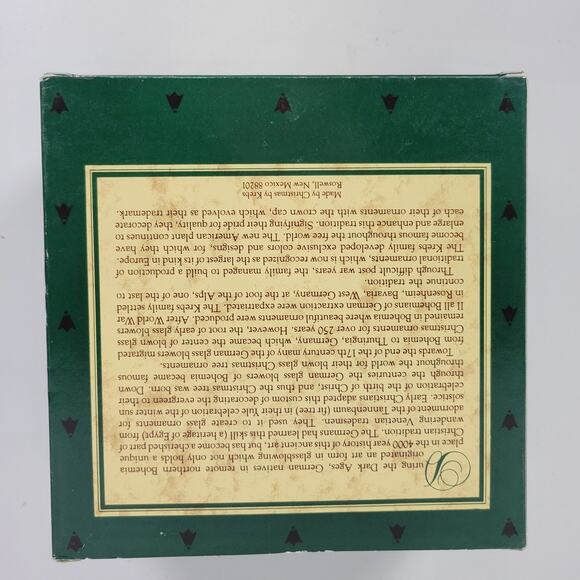 During the Dark Ages, German natives in remote northern Bohemia
originated an art form in glassblowing which not only holds a unique
place in the 4000 year history of this ancient art, but has become a cherished part of
Christian tradition. The Germans had learned this skill (a heritage of Egypt) from
wandering Venetian tradesmen. They used it to create glass ornaments for
adornment of the Tannenbaum (fir tree) in their Yule celebration of the winter sun
solstice. Early Christians adapted this custom of decorating the evergreen to their
celebration of the birth of Christ, and thus the Christmas tree was born. Down
through the centuries the German glass blowers of Bohemia became famous
throughout the world for their blown glass Christmas tree ornaments.
Towards the end of the 17th century many of the German glass blowers migrated
from Bohemia to Thuringia, Germany, which became the center of blown glass
Christmas ornaments for over 250 years. However, the root of early glass blowers
remained in Bohemia where beautiful ornaments were produced. After World War
II all Bohemians of German extraction were expatriated. The Krebs family settled
in Rosenheim, Bavaria, West Germany, at the foot of the Alps, one of the last to
continue the tradition.
Through difficult post war years, the family managed to build a production of
traditional ornaments, which is now recognized as the largest of its kind in Europe.
The Krebs family developed exclusive colors and designs, for which they have
become famous throughout the free world. The new American plant continues to
enlarge and enhance this tradition. Signifying their pride for quality, they decorate
each of their ornaments with the crown cap, which evolved as their trademark.
Made by Christmas by Krebs
Roswell, New Mexico 88201